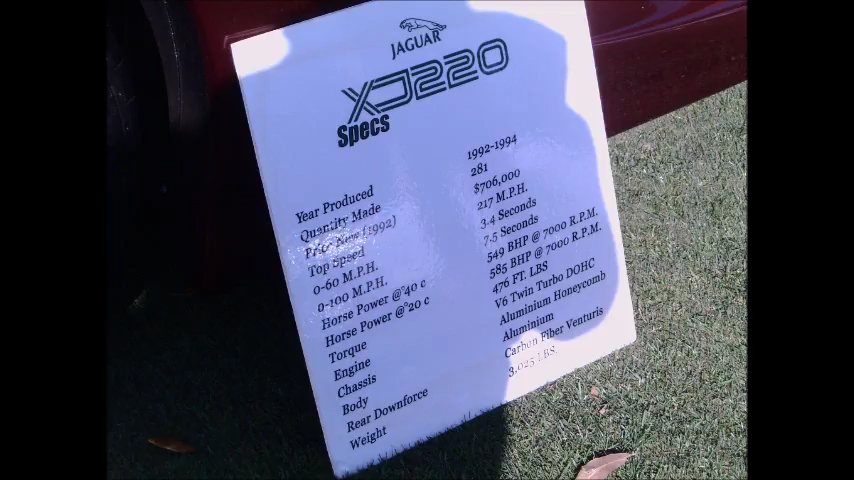 JAGUAR
XJ220
Specs
Year Produced 1992-1994
Quantity Made 281
Price New (1992) $706,000
Top Speed 217 M.P.H.
0-60 M.P.H. 3.4 Seconds
0-100 M.P.H. 7.5 Seconds
Horse Power @°40 c 549 BHP @ 7000 R.P.M.
Horse Power @°20 c 585 BHP @ 7000 R.P.M.
Torque 476 FT. LBS
Engine V6 Twin Turbo DOHC
Chassis Aluminium Honeycomb
Body Aluminium
Rear Downforce Carbon Fiber Venturis
Weight 3,025 LBS.